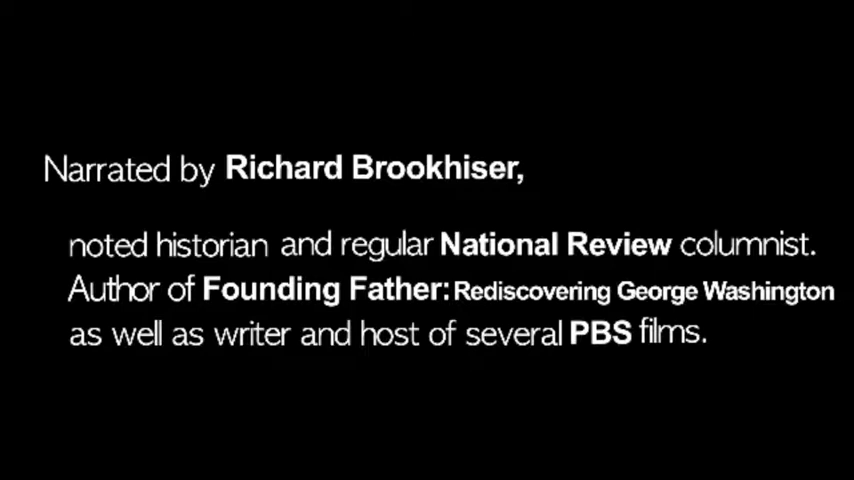 Narrated by Richard Brookhiser,
noted historian and regular National Review columnist.
Author of Founding Father: Rediscovering George Washington
as well as writer and host of several PBS films.